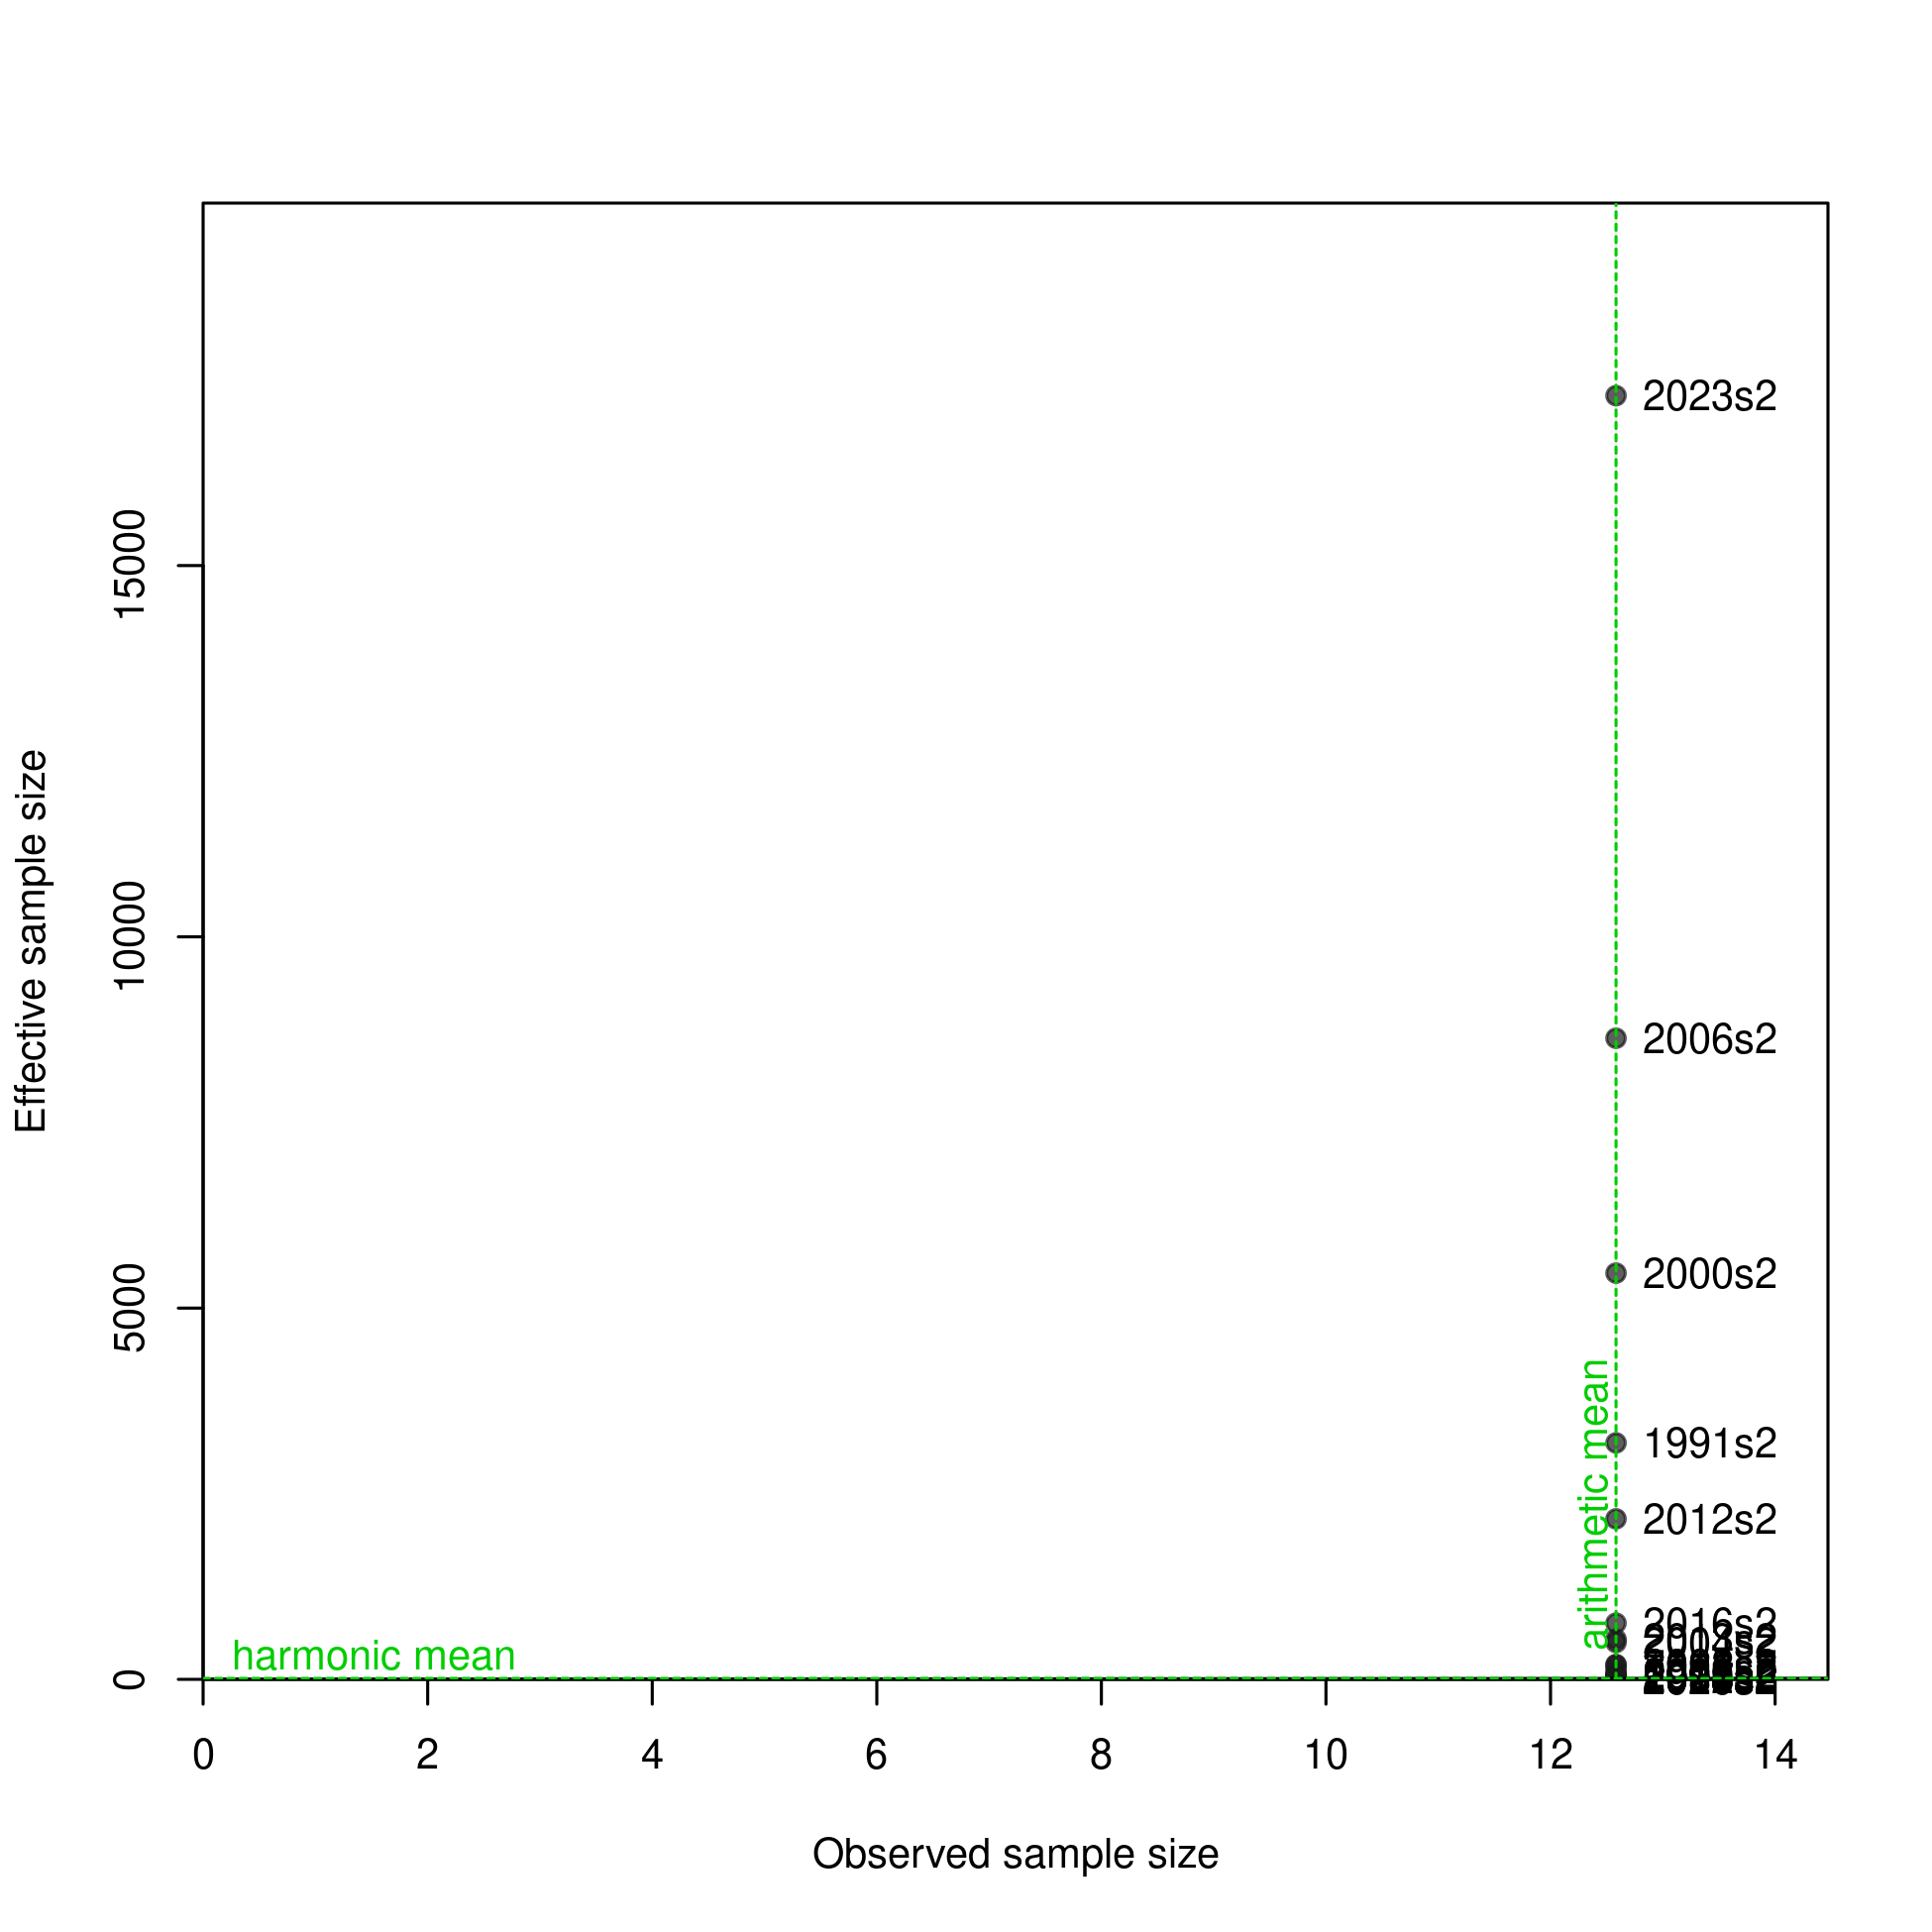 2023s2
15000
10000
2006s2
Effective sample size
5000
2000s2
arithmetic mean
1991s2
2012s2
2016s2
harmonic mean
0
0 2 4 6 8 10 12 14
Observed sample size